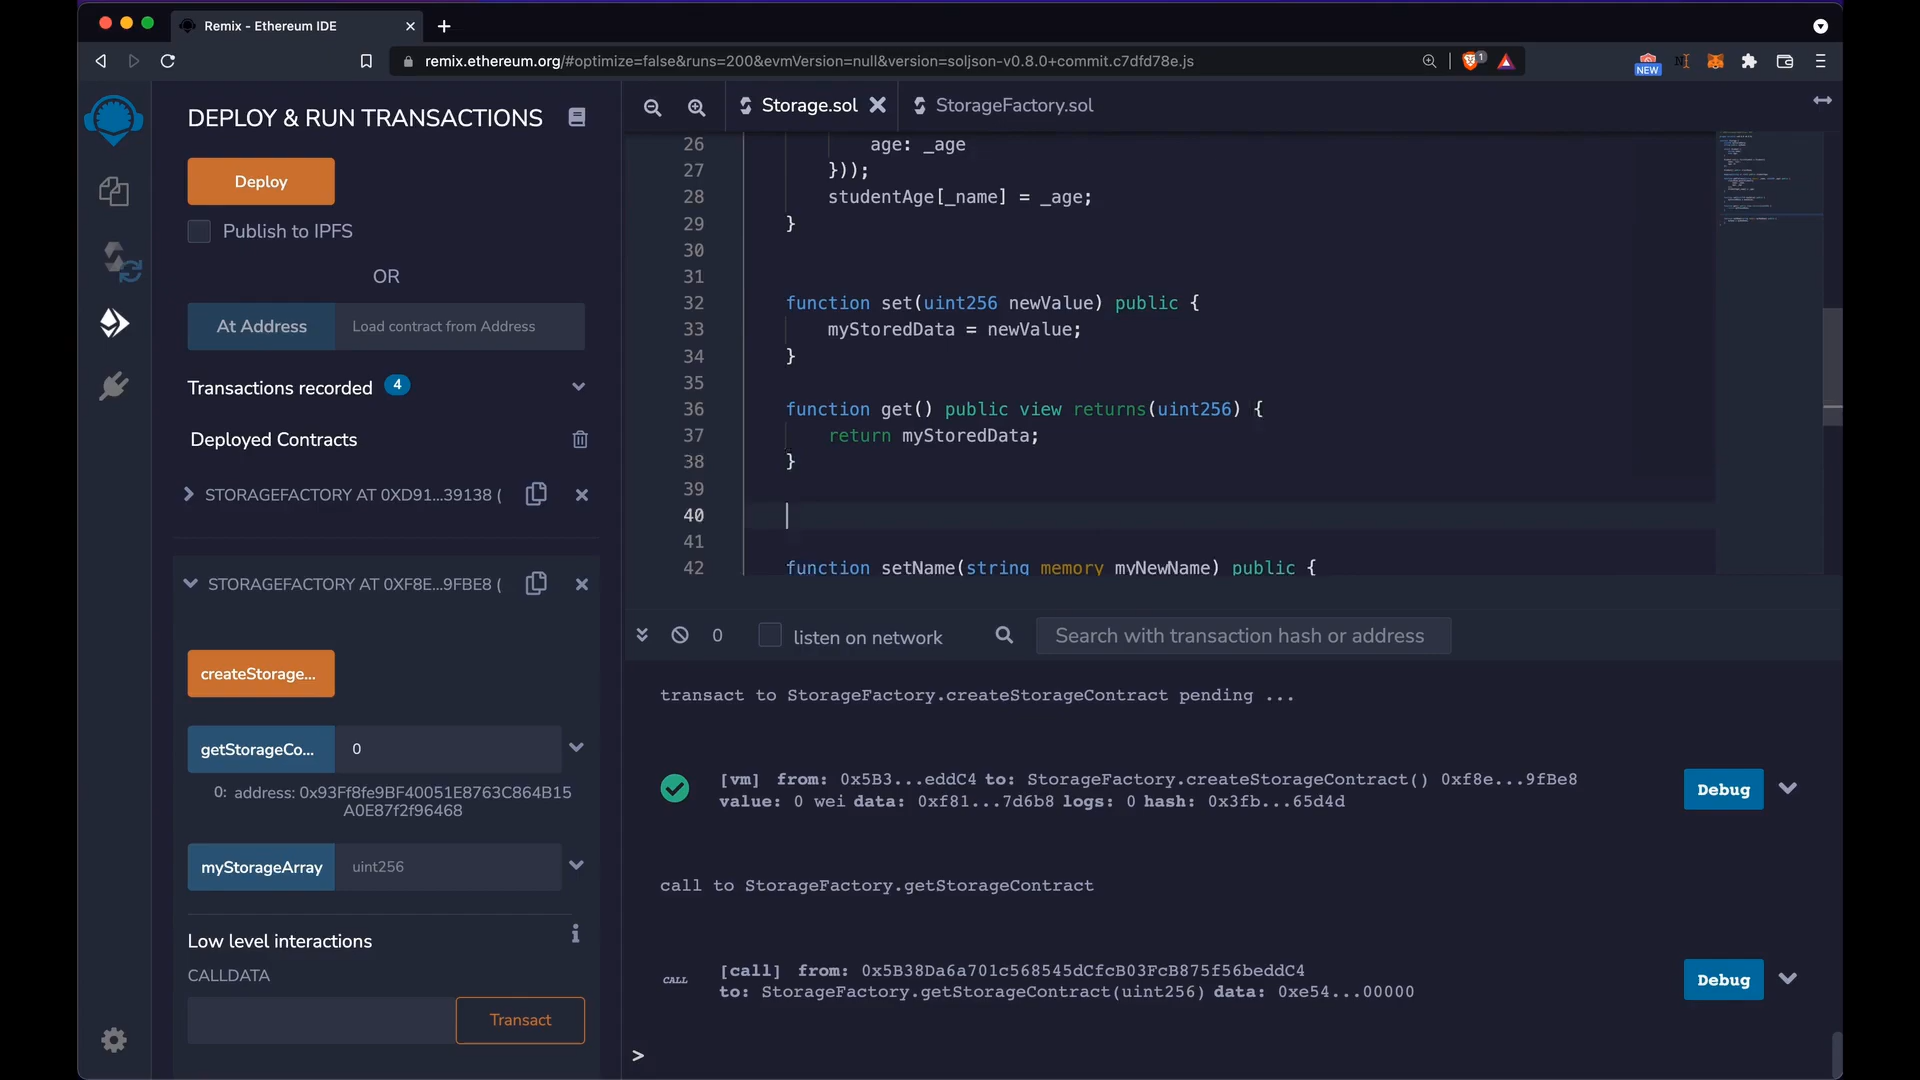 Remix - Ethereum IDE
remix.ethereum.org/#optimize=false&runs=200&evmVersion=null&version=soljson-v0.8.0+commit.c7dfd78e.js
1
NEW
DEPLOY & RUN TRANSACTIONS
Deploy
Publish to IPFS
OR
At Address
Load contract from Address
Transactions recorded 4
Deployed Contracts
STORAGEFACTORY AT 0XD91...39138 (
STORAGEFACTORY AT 0XF8E...9FBE8 (
createStorage...
getStorageCo... 0
0: address: 0x93Ff8fe9BF40051E8763C864B15
A0E87f2f96468
myStorageArray uint256
Low level interactions
CALLDATA
Transact
Storage.sol
StorageFactory.sol
26 age: _age
27 }));
28 studentAge[_name] = _age;
29 }
30
31
32 function set(uint256 newValue) public {
33 myStoredData = newValue;
34 }
35
36 function get() public view returns(uint256) {
37 return myStoredData;
38 }
39
40
41
42 function setName(string memory myNewName) public {
0 listen on network Search with transaction hash or address
transact to StorageFactory.createStorageContract pending ...
[vm] from: 0x5B3...eddC4 to: StorageFactory.createStorageContract() 0xf8e...9fBe8
value: 0 wei data: 0xf81...7d6b8 logs: 0 hash: 0x3fb...65d4d
Debug
call to StorageFactory.getStorageContract
CALL [call] from: 0x5B38Da6a701c568545dCfcB03FcB875f56beddC4
to: StorageFactory.getStorageContract(uint256) data: 0xe54...00000
Debug
>